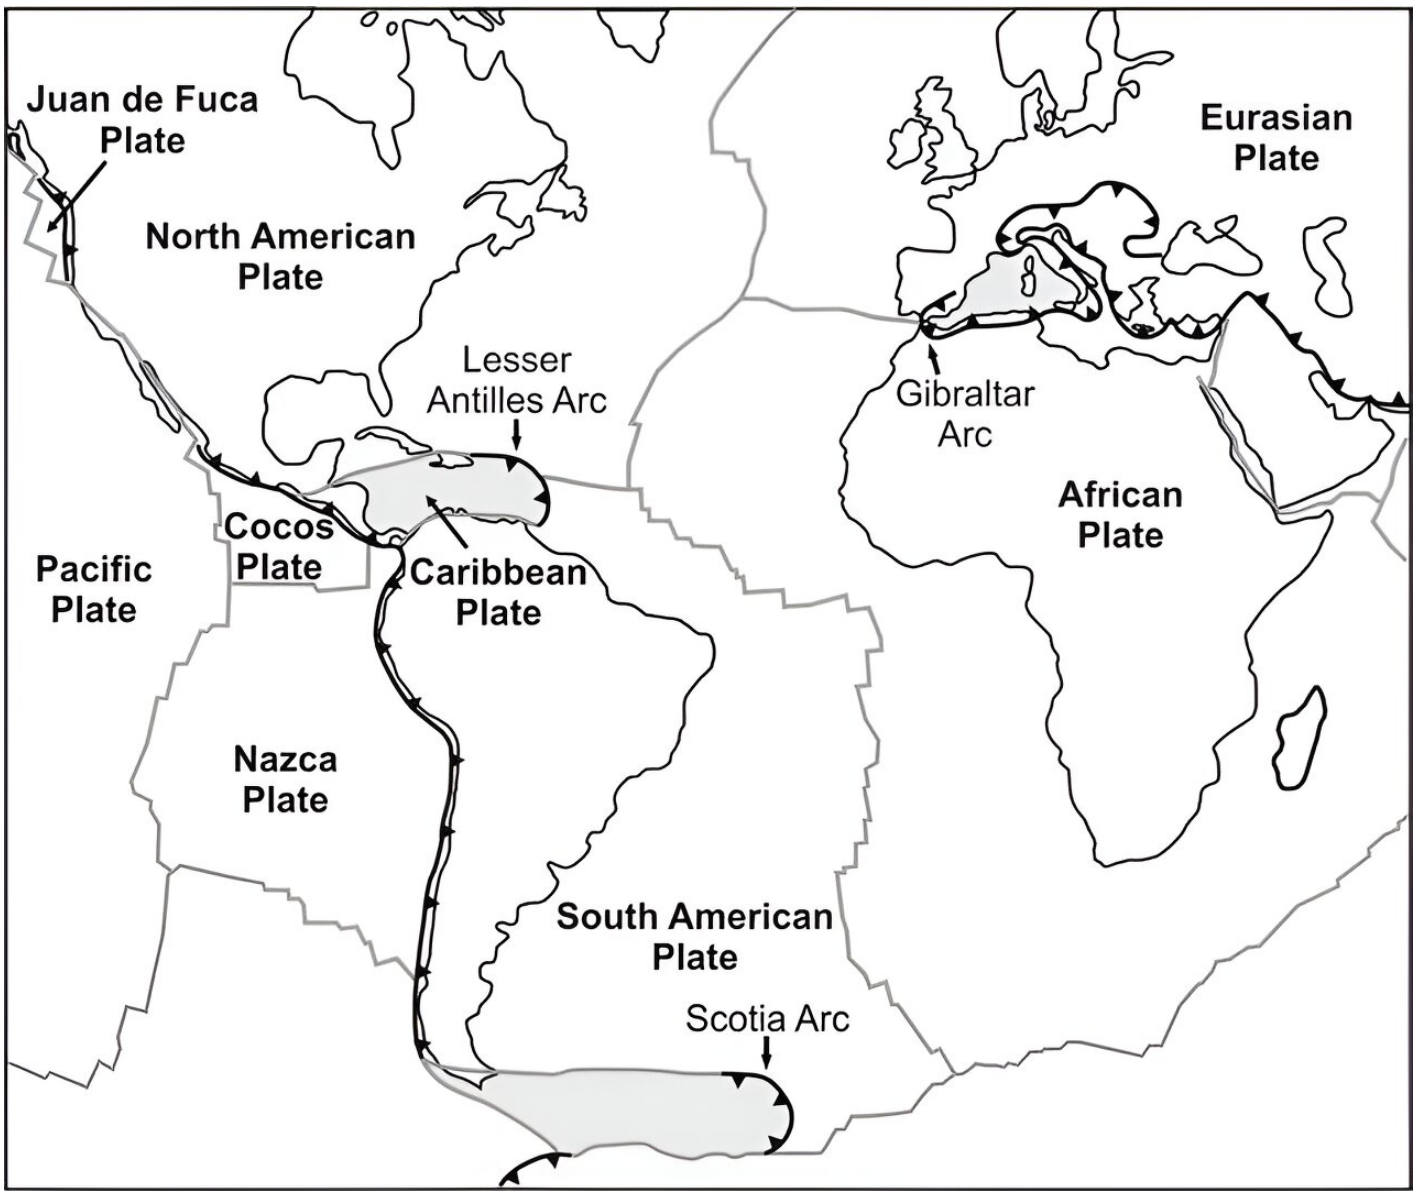 Juan de Fuca
Plate
Eurasian
Plate
North American
Plate
Lesser
Antilles Arc
Gibraltar
Arc
African
Plate
Cocos
Plate
Caribbean
Plate
Pacific
Plate
Nazca
Plate
South American
Plate
Scotia Arc